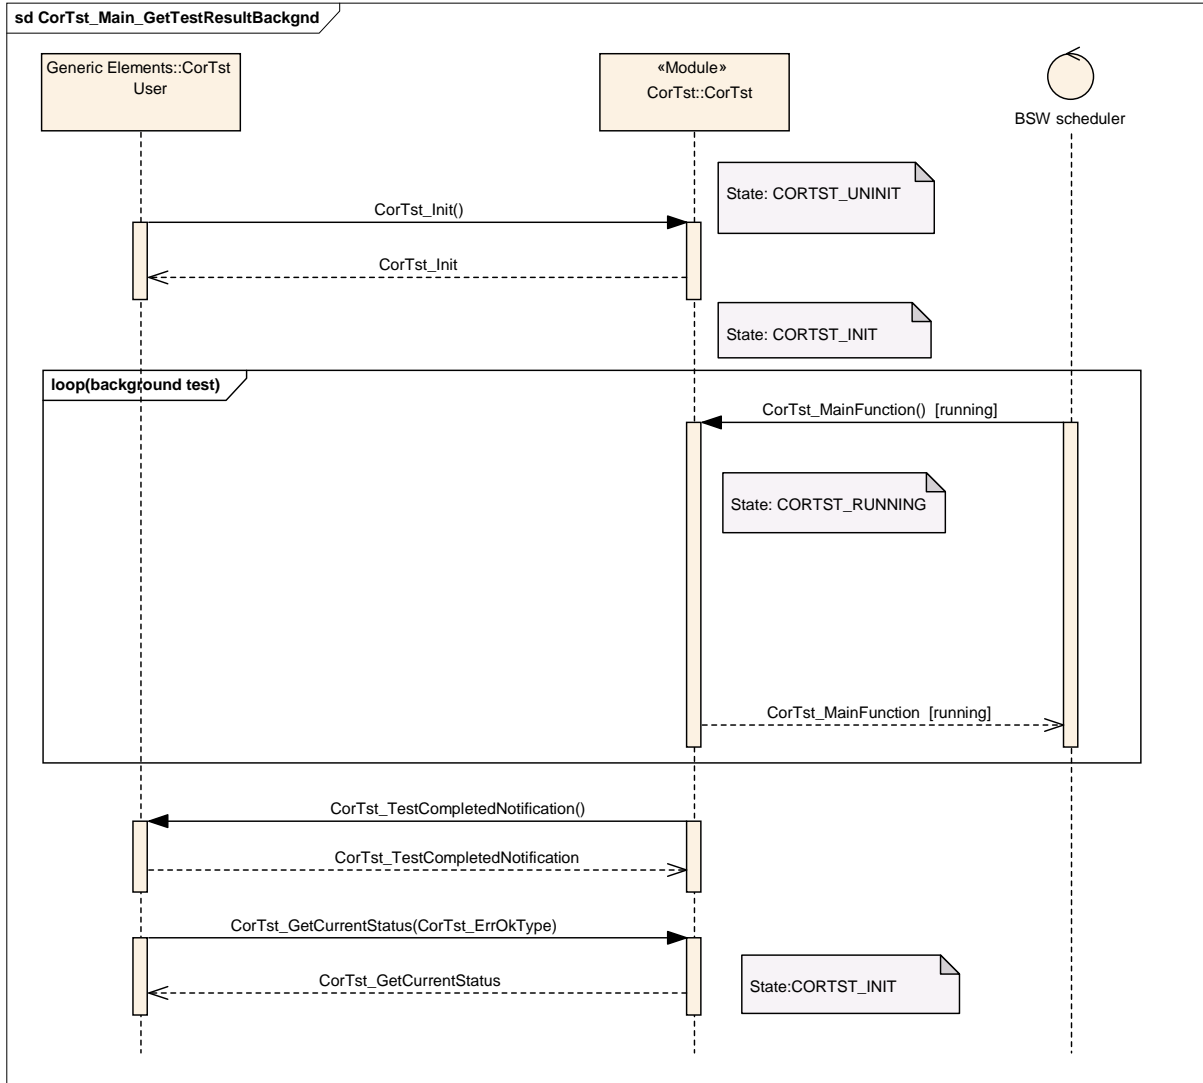 sd CorTst_Main_GetTestResultBackgnd
Generic Elements::CorTst
User
«Module»
CorTst::CorTst
BSW scheduler
State: CORTST_UNINIT
CorTst_Init()
CorTst_Init
State: CORTST_INIT
loop(background test)
CorTst_MainFunction()  [running]
State: CORTST_RUNNING
CorTst_MainFunction  [running]
CorTst_TestCompletedNotification()
CorTst_TestCompletedNotification
CorTst_GetCurrentStatus(CorTst_ErrOkType)
CorTst_GetCurrentStatus
State:CORTST_INIT